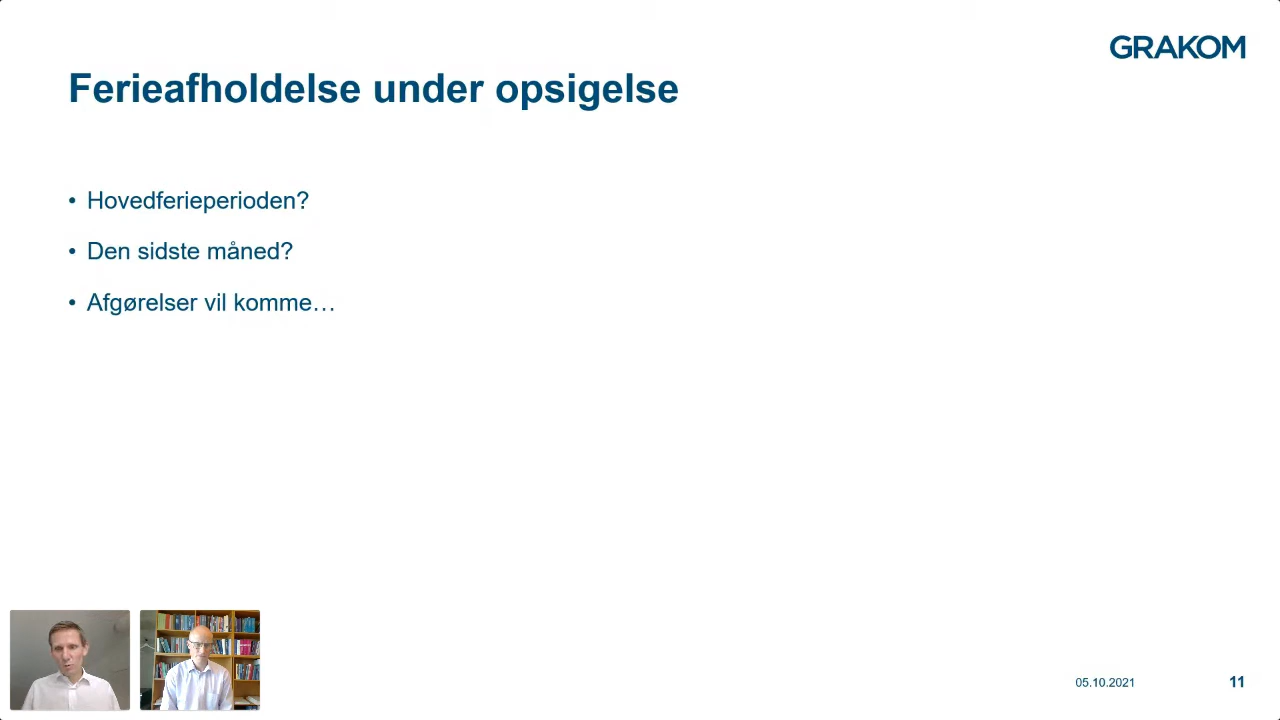 GRAKOM
Ferieafholdelse under opsigelse
• Hovedferieperioden?
• Den sidste måned?
• Afgørelser vil komme…
05.10.2021
11